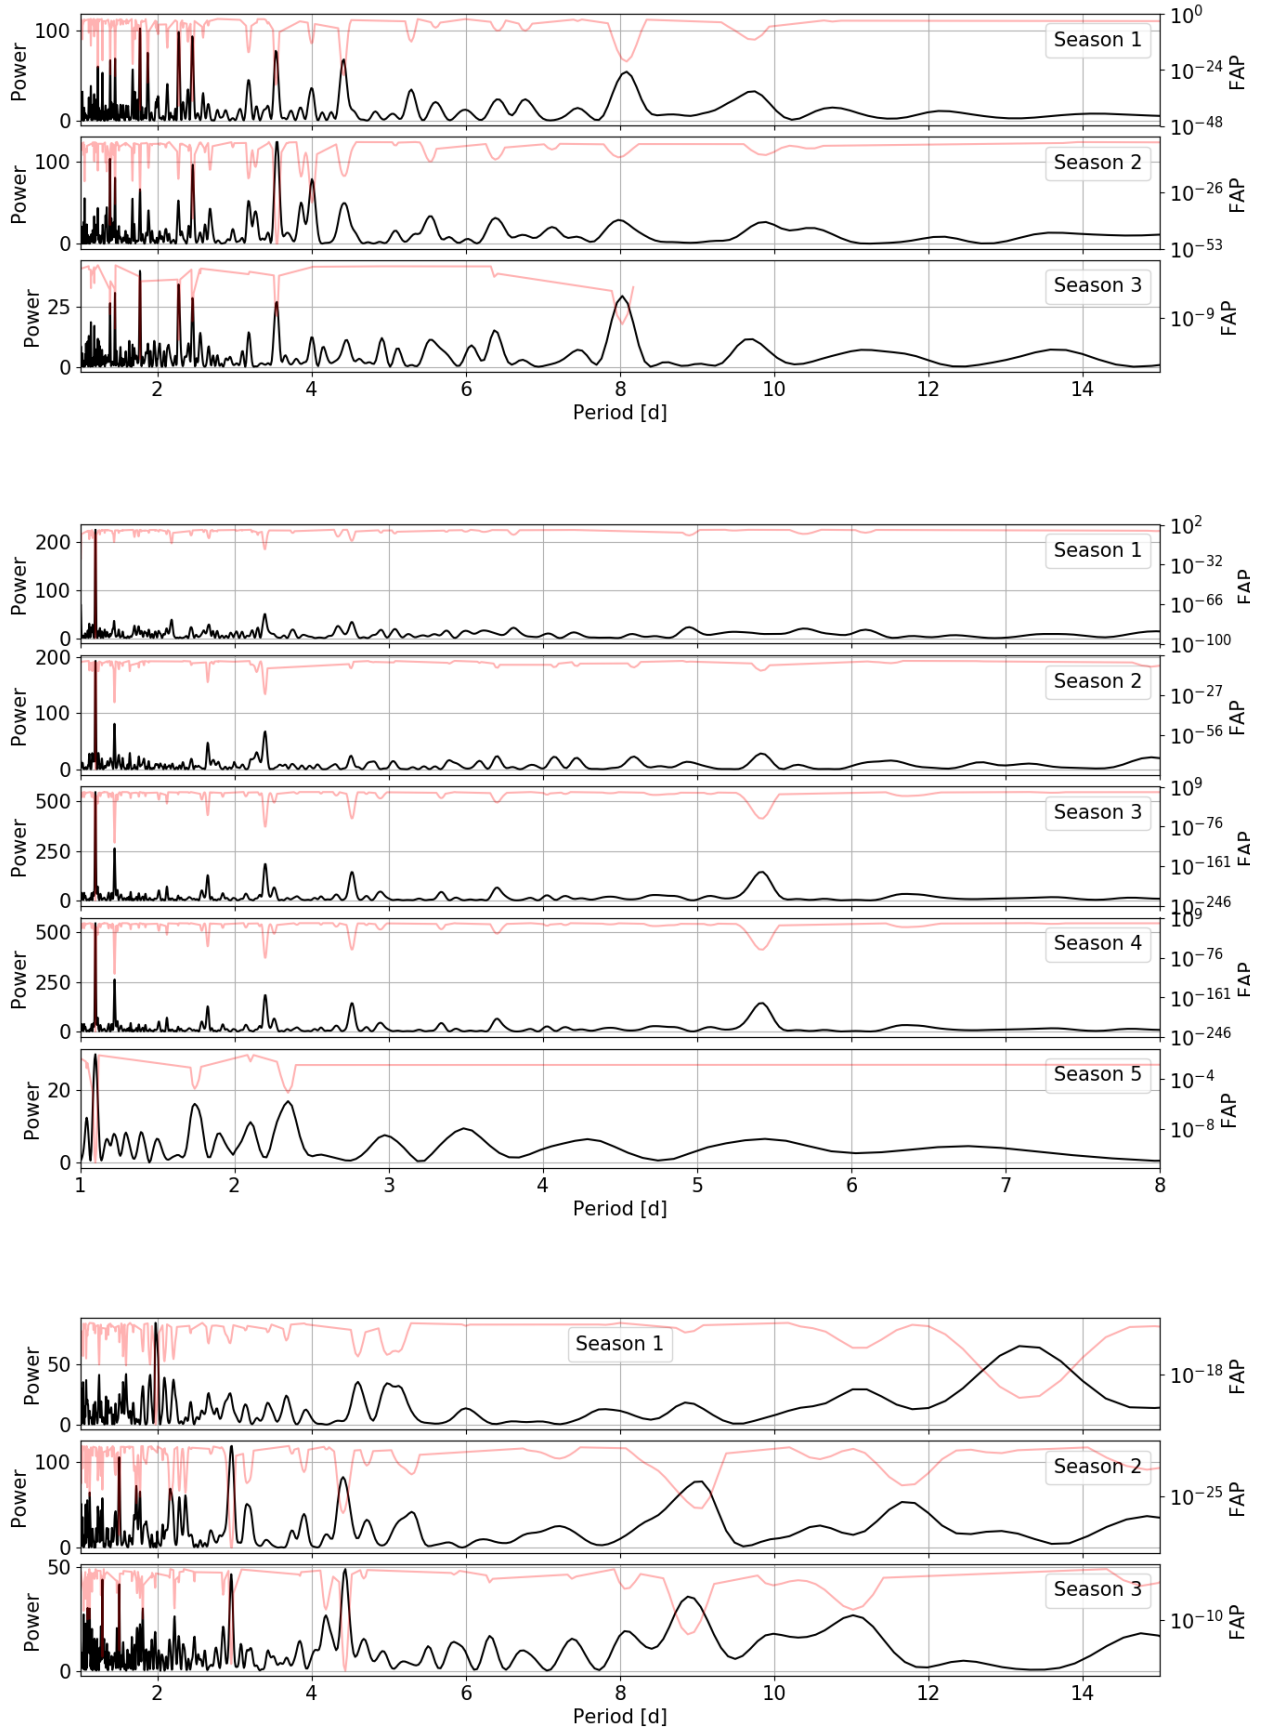 Power 100 0 Season 1 10^0 10^-24 10^-48 FAP
Power 100 0 Season 2 10^-26 10^-53 FAP
Power 25 0 Season 3 10^-9 FAP
2 4 6 8 10 12 14
Period [d]
Power 200 100 0 Season 1 10^2 10^-32 10^-66 10^-100 FAP
Power 200 100 0 Season 2 10^-27 10^-56 FAP
Power 500 250 0 Season 3 10^9 10^-76 10^-161 10^-246 FAP
Power 500 250 0 Season 4 10^9 10^-76 10^-161 10^-246 FAP
Power 20 0 Season 5 10^-4 10^-8 FAP
1 2 3 4 5 6 7 8
Period [d]
Power 50 0 Season 1 10^-18 FAP
Power 100 0 Season 2 10^-25 FAP
Power 50 25 0 Season 3 10^-10 FAP
2 4 6 8 10 12 14
Period [d]